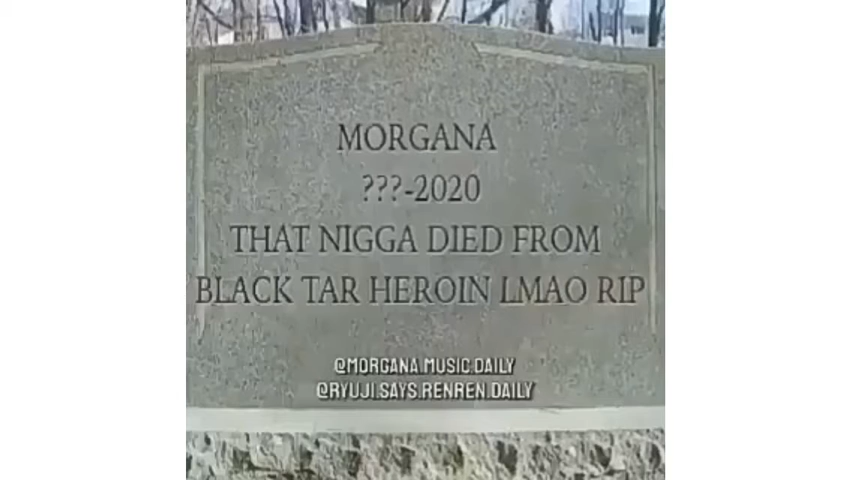 MORGANA
???-2020
THAT NIGGA DIED FROM
BLACK TAR HEROIN LMAO RIP
@MORGANA.MUSIC.DAILY
@RYUJI.SAYS.RENREN.DAILY